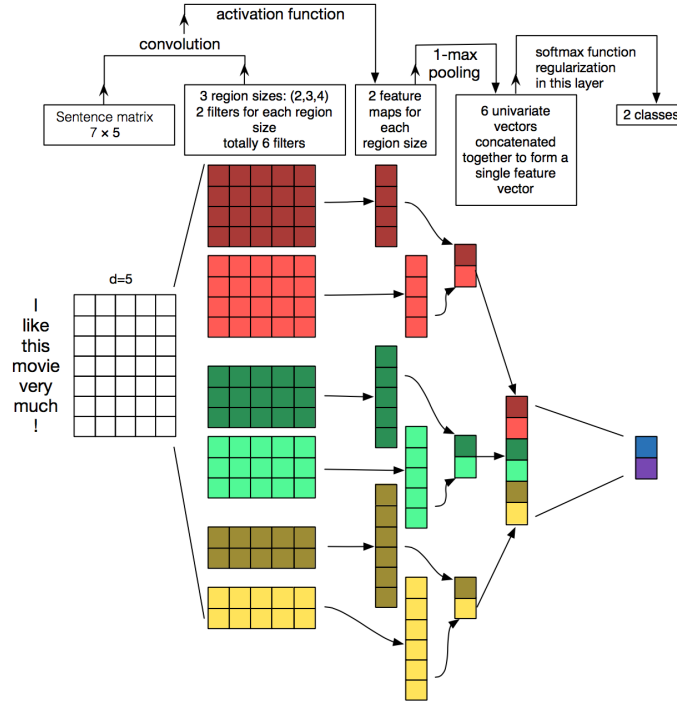 activation function
convolution
1-max
pooling
softmax function
regularization
in this layer
Sentence matrix
7 × 5
3 region sizes: (2,3,4)
2 filters for each region
size
totally 6 filters
2 feature
maps for
each
region size
6 univariate
vectors
concatenated
together to form a
single feature
vector
2 classes
d=5
I
like
this
movie
very
much
!